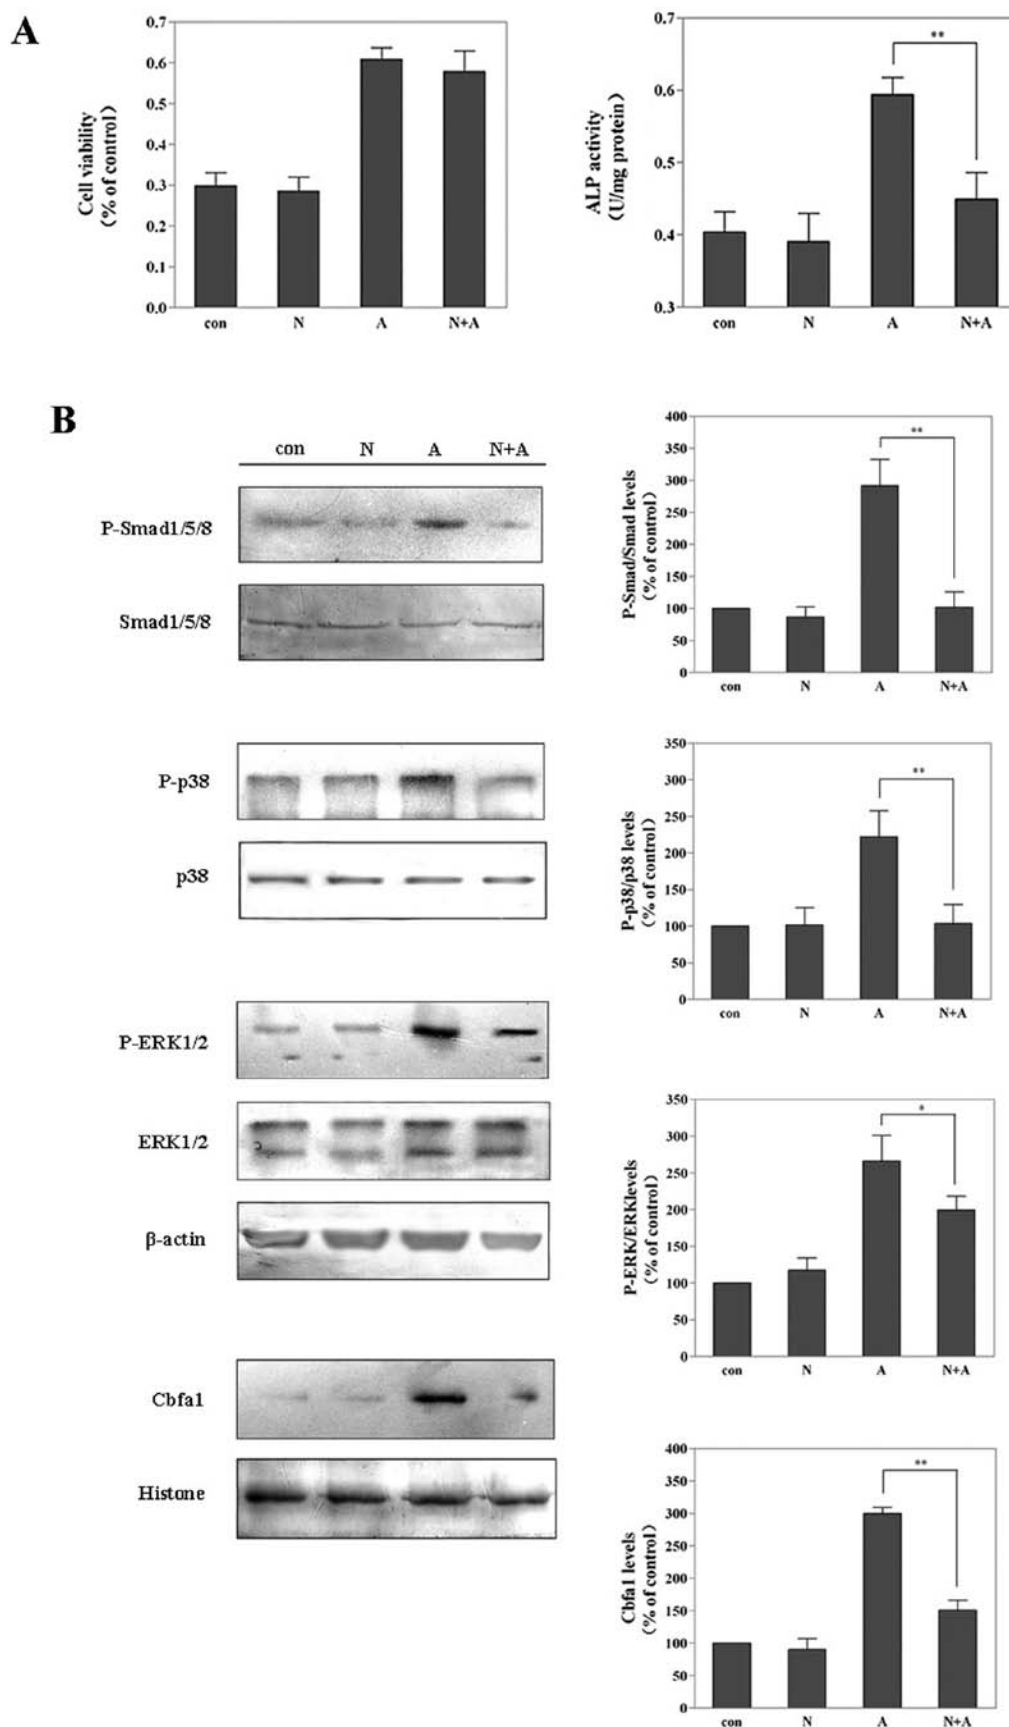 A
0.7
0.6
0.5
0.4
0.3
0.2
0.1
0.0
Cell viability
(% of control)
con N A N+A
0.7
0.6
0.5
0.4
0.3
ALP activity
(U/mg protein)
**
con N A N+A
B
con N A N+A
P-Smad1/5/8
Smad1/5/8
P-p38
p38
P-ERK1/2
ERK1/2
β-actin
Cbfa1
Histone
400
350
300
250
200
150
100
50
0
P-Smad/Smad levels
(% of control)
**
con N A N+A
350
300
250
200
150
100
50
0
P-p38/p38 levels
(% of control)
**
con N A N+A
350
300
250
200
150
100
50
0
P-ERK/ERKlevels
(% of control)
*
con N A N+A
400
350
300
250
200
150
100
50
0
Cbfa1 levels
(% of control)
**
con N A N+A